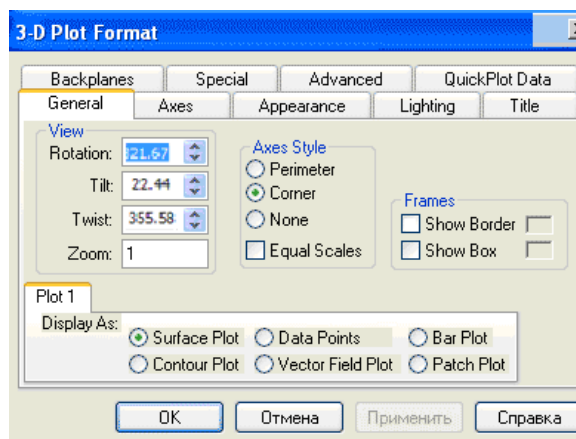 3-D Plot Format
Backplanes Special Advanced QuickPlot Data
General Axes Appearance Lighting Title
View
Rotation: 321.67
Tilt: 22.44
Twist: 355.58
Zoom: 1
Axes Style
Perimeter
Corner
None
Equal Scales
Frames
Show Border
Show Box
Plot 1
Display As:
Surface Plot Data Points Bar Plot
Contour Plot Vector Field Plot Patch Plot
OK Отмена Применить Справка